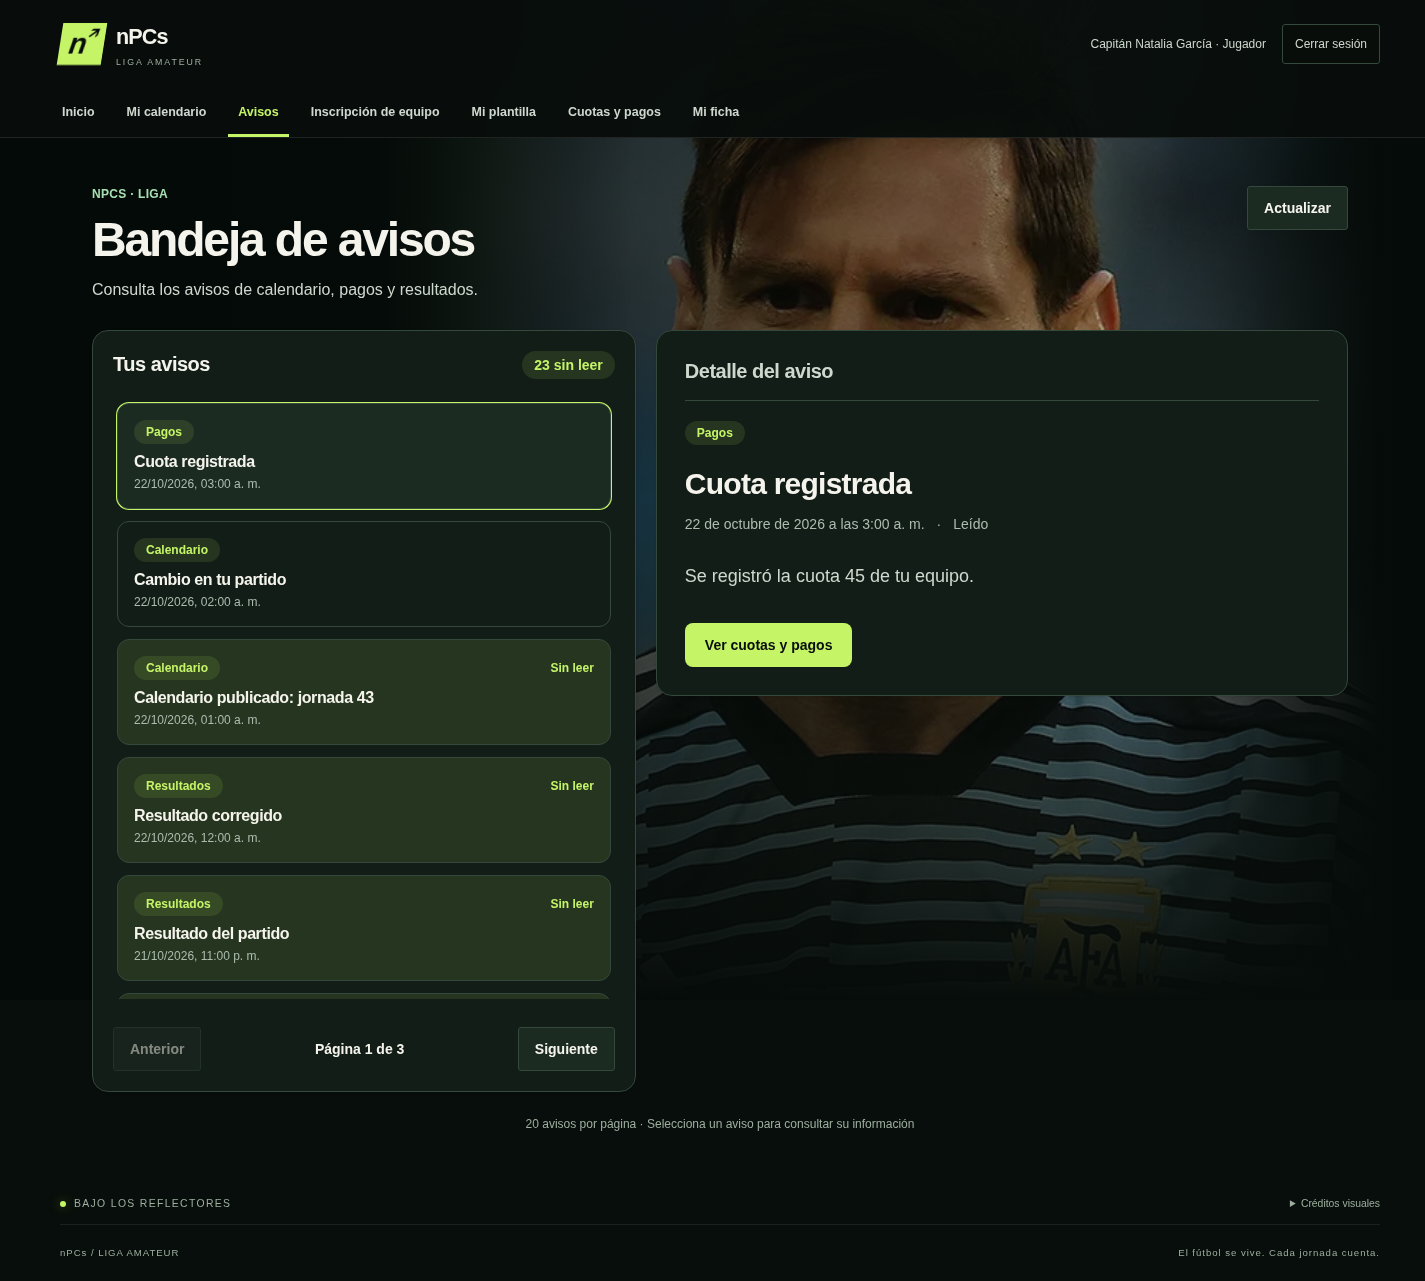 n
nPCs
LIGA AMATEUR
Capitán Natalia García · Jugador
Cerrar sesión
Inicio
Mi calendario
Avisos
Inscripción de equipo
Mi plantilla
Cuotas y pagos
Mi ficha
NPCS · LIGA
Bandeja de avisos
Consulta los avisos de calendario, pagos y resultados.
Actualizar
Tus avisos
23 sin leer
Pagos
Cuota registrada
22/10/2026, 03:00 a. m.
Calendario
Cambio en tu partido
22/10/2026, 02:00 a. m.
Calendario
Sin leer
Calendario publicado: jornada 43
22/10/2026, 01:00 a. m.
Resultados
Sin leer
Resultado corregido
22/10/2026, 12:00 a. m.
Resultados
Sin leer
Resultado del partido
21/10/2026, 11:00 p. m.
Anterior
Página 1 de 3
Siguiente
Detalle del aviso
Pagos
Cuota registrada
22 de octubre de 2026 a las 3:00 a. m. · Leído
Se registró la cuota 45 de tu equipo.
Ver cuotas y pagos
AFA
20 avisos por página · Selecciona un aviso para consultar su información
BAJO LOS REFLECTORES
Créditos visuales
nPCs / LIGA AMATEUR
El fútbol se vive. Cada jornada cuenta.